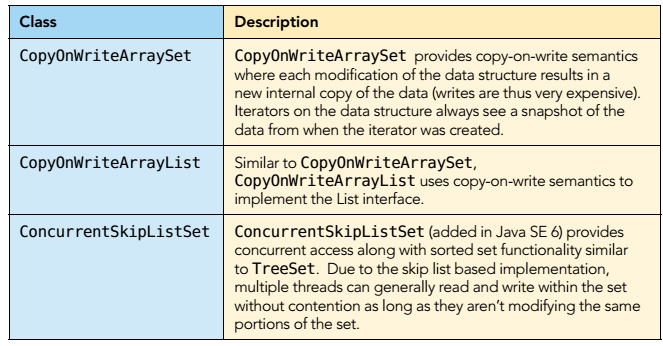 Class Description
CopyOnWriteArraySet CopyOnWriteArraySet provides copy-on-write semantics
where each modification of the data structure results in a
new internal copy of the data (writes are thus very expensive).
Iterators on the data structure always see a snapshot of the
data from when the iterator was created.
CopyOnWriteArrayList Similar to CopyOnWriteArraySet,
CopyOnWriteArrayList uses copy-on-write semantics to
implement the List interface.
ConcurrentSkipListSet ConcurrentSkipListSet (added in Java SE 6) provides
concurrent access along with sorted set functionality similar
to TreeSet. Due to the skip list based implementation,
multiple threads can generally read and write within the set
without contention as long as they aren't modifying the same
portions of the set.